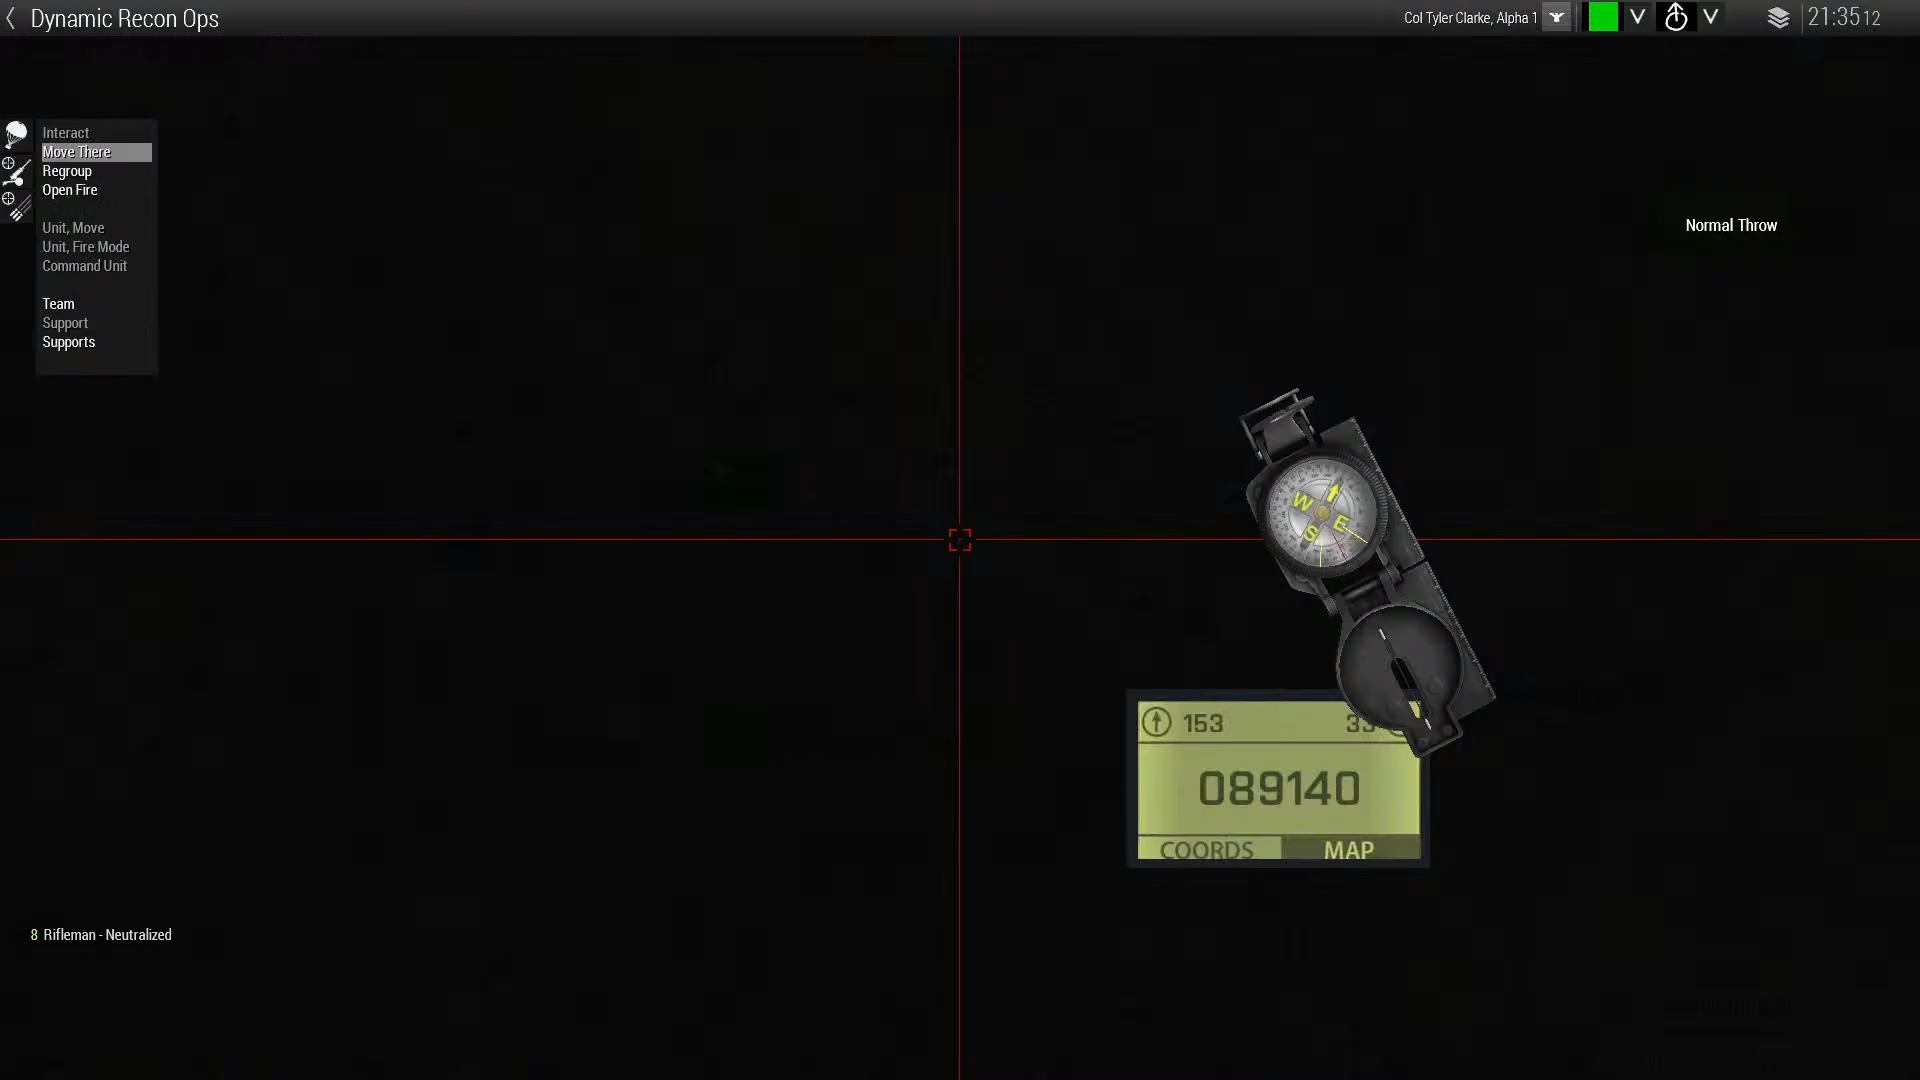 Dynamic Recon Ops
Col Tyler Clarke, Alpha 1
21:35 12
Interact
Move There
Regroup
Open Fire
Unit, Move
Unit, Fire Mode
Command Unit
Team
Support
Supports
Normal Throw
W
E
S
153
089140
COORDS
MAP
8 Rifleman - Neutralized